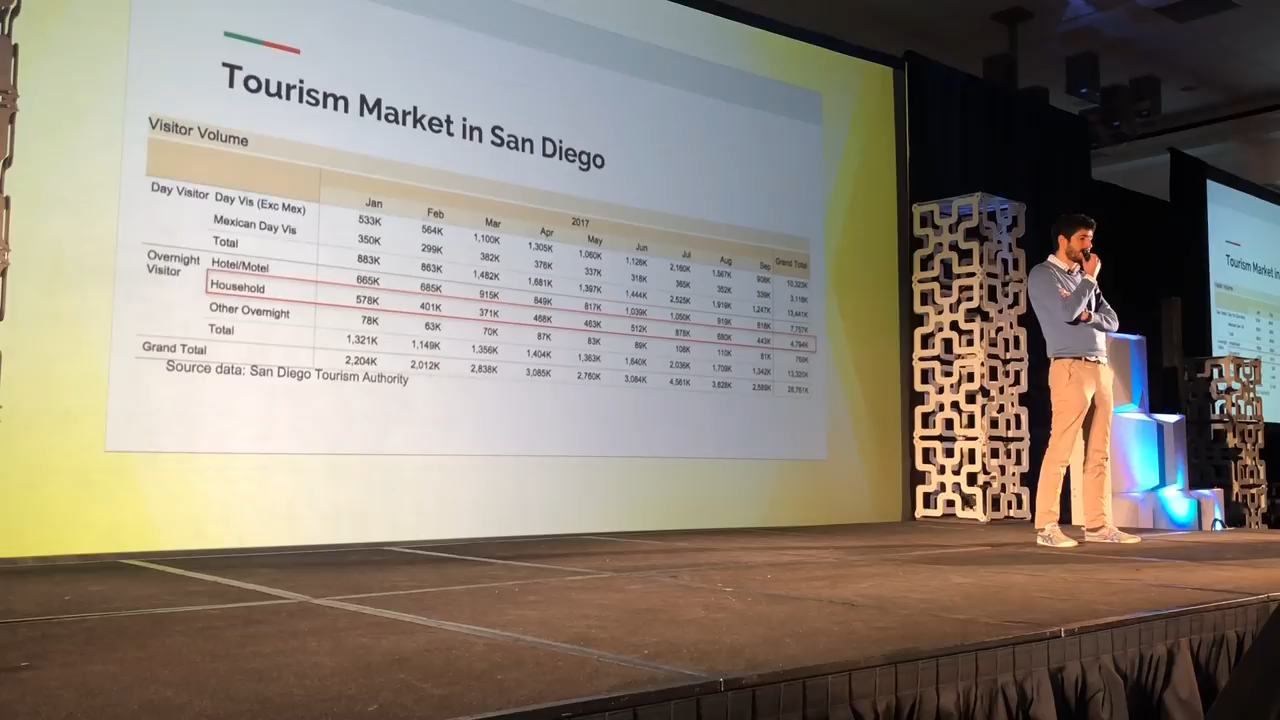 Tourism Market in San Diego
Visitor Volume
2017
Jan Feb Mar Apr May Jun Jul Aug Sep Grand Total
Day Visitor Day Vis (Exc Mex) 533K 564K 1,100K 1,305K 1,060K 1,126K 2,160K 1,567K 908K 10,323K
Mexican Day Vis 350K 299K 382K 376K 337K 318K 365K 352K 339K 3,118K
Total 883K 863K 1,482K 1,681K 1,397K 1,444K 2,525K 1,919K 1,247K 13,441K
Overnight Visitor Hotel/Motel 665K 685K 915K 849K 817K 1,039K 1,050K 919K 818K 7,757K
Household 578K 401K 371K 468K 463K 512K 878K 680K 443K 4,794K
Other Overnight 78K 63K 70K 87K 83K 89K 108K 110K 81K 769K
Total 1,321K 1,149K 1,356K 1,404K 1,363K 1,640K 2,036K 1,709K 1,342K 13,320K
Grand Total 2,204K 2,012K 2,838K 3,085K 2,760K 3,084K 4,561K 3,628K 2,589K 26,761K
Source data: San Diego Tourism Authority
Tourism Market in